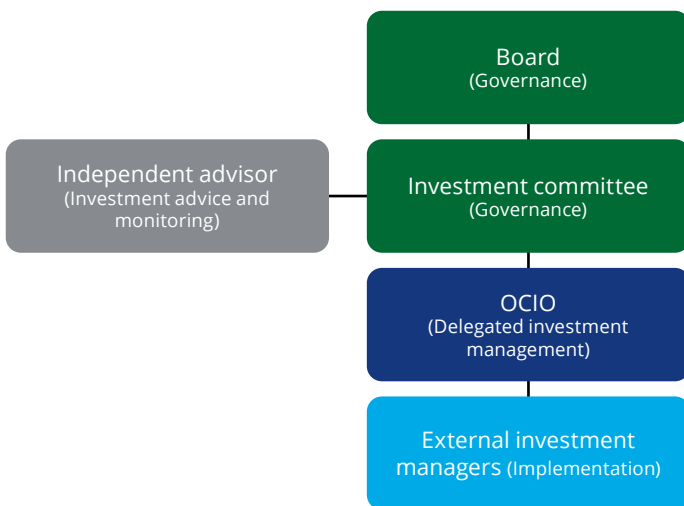 Board
(Governance)
Independent advisor
(Investment advice and
monitoring)
Investment committee
(Governance)
OCIO
(Delegated investment
management)
External investment
managers (Implementation)